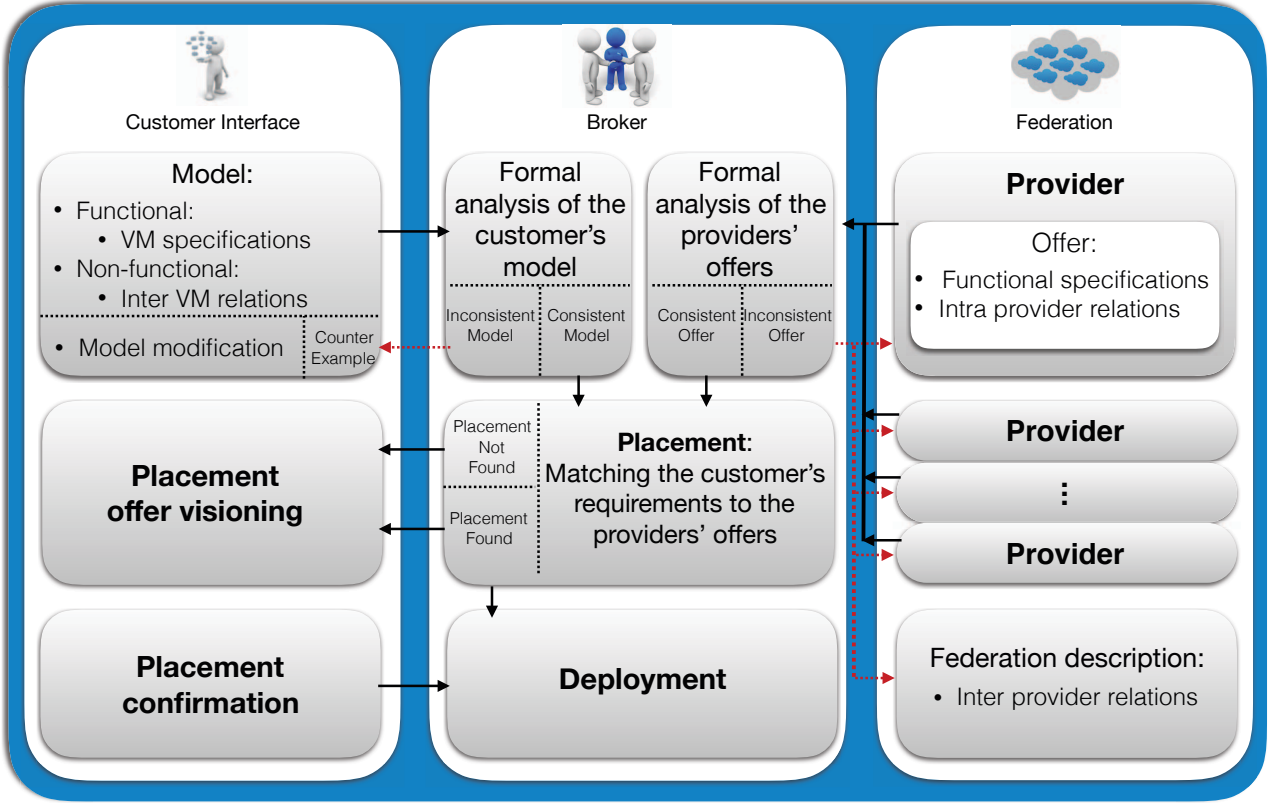 Customer Interface
Model:
• Functional:
• VM specifications
• Non-functional:
• Inter VM relations
• Model modification
Counter
Example
Placement
offer visioning
Placement
confirmation
Broker
Formal
analysis of the
customer's
model
Inconsistent
Model
Consistent
Model
Formal
analysis of the
providers'
offers
Consistent
Offer
Inconsistent
Offer
Placement
Not
Found
Placement
Found
Placement:
Matching the customer's
requirements to the
providers' offers
Deployment
Federation
Provider
Offer:
• Functional specifications
• Intra provider relations
Provider
⋮
Provider
Federation description:
• Inter provider relations